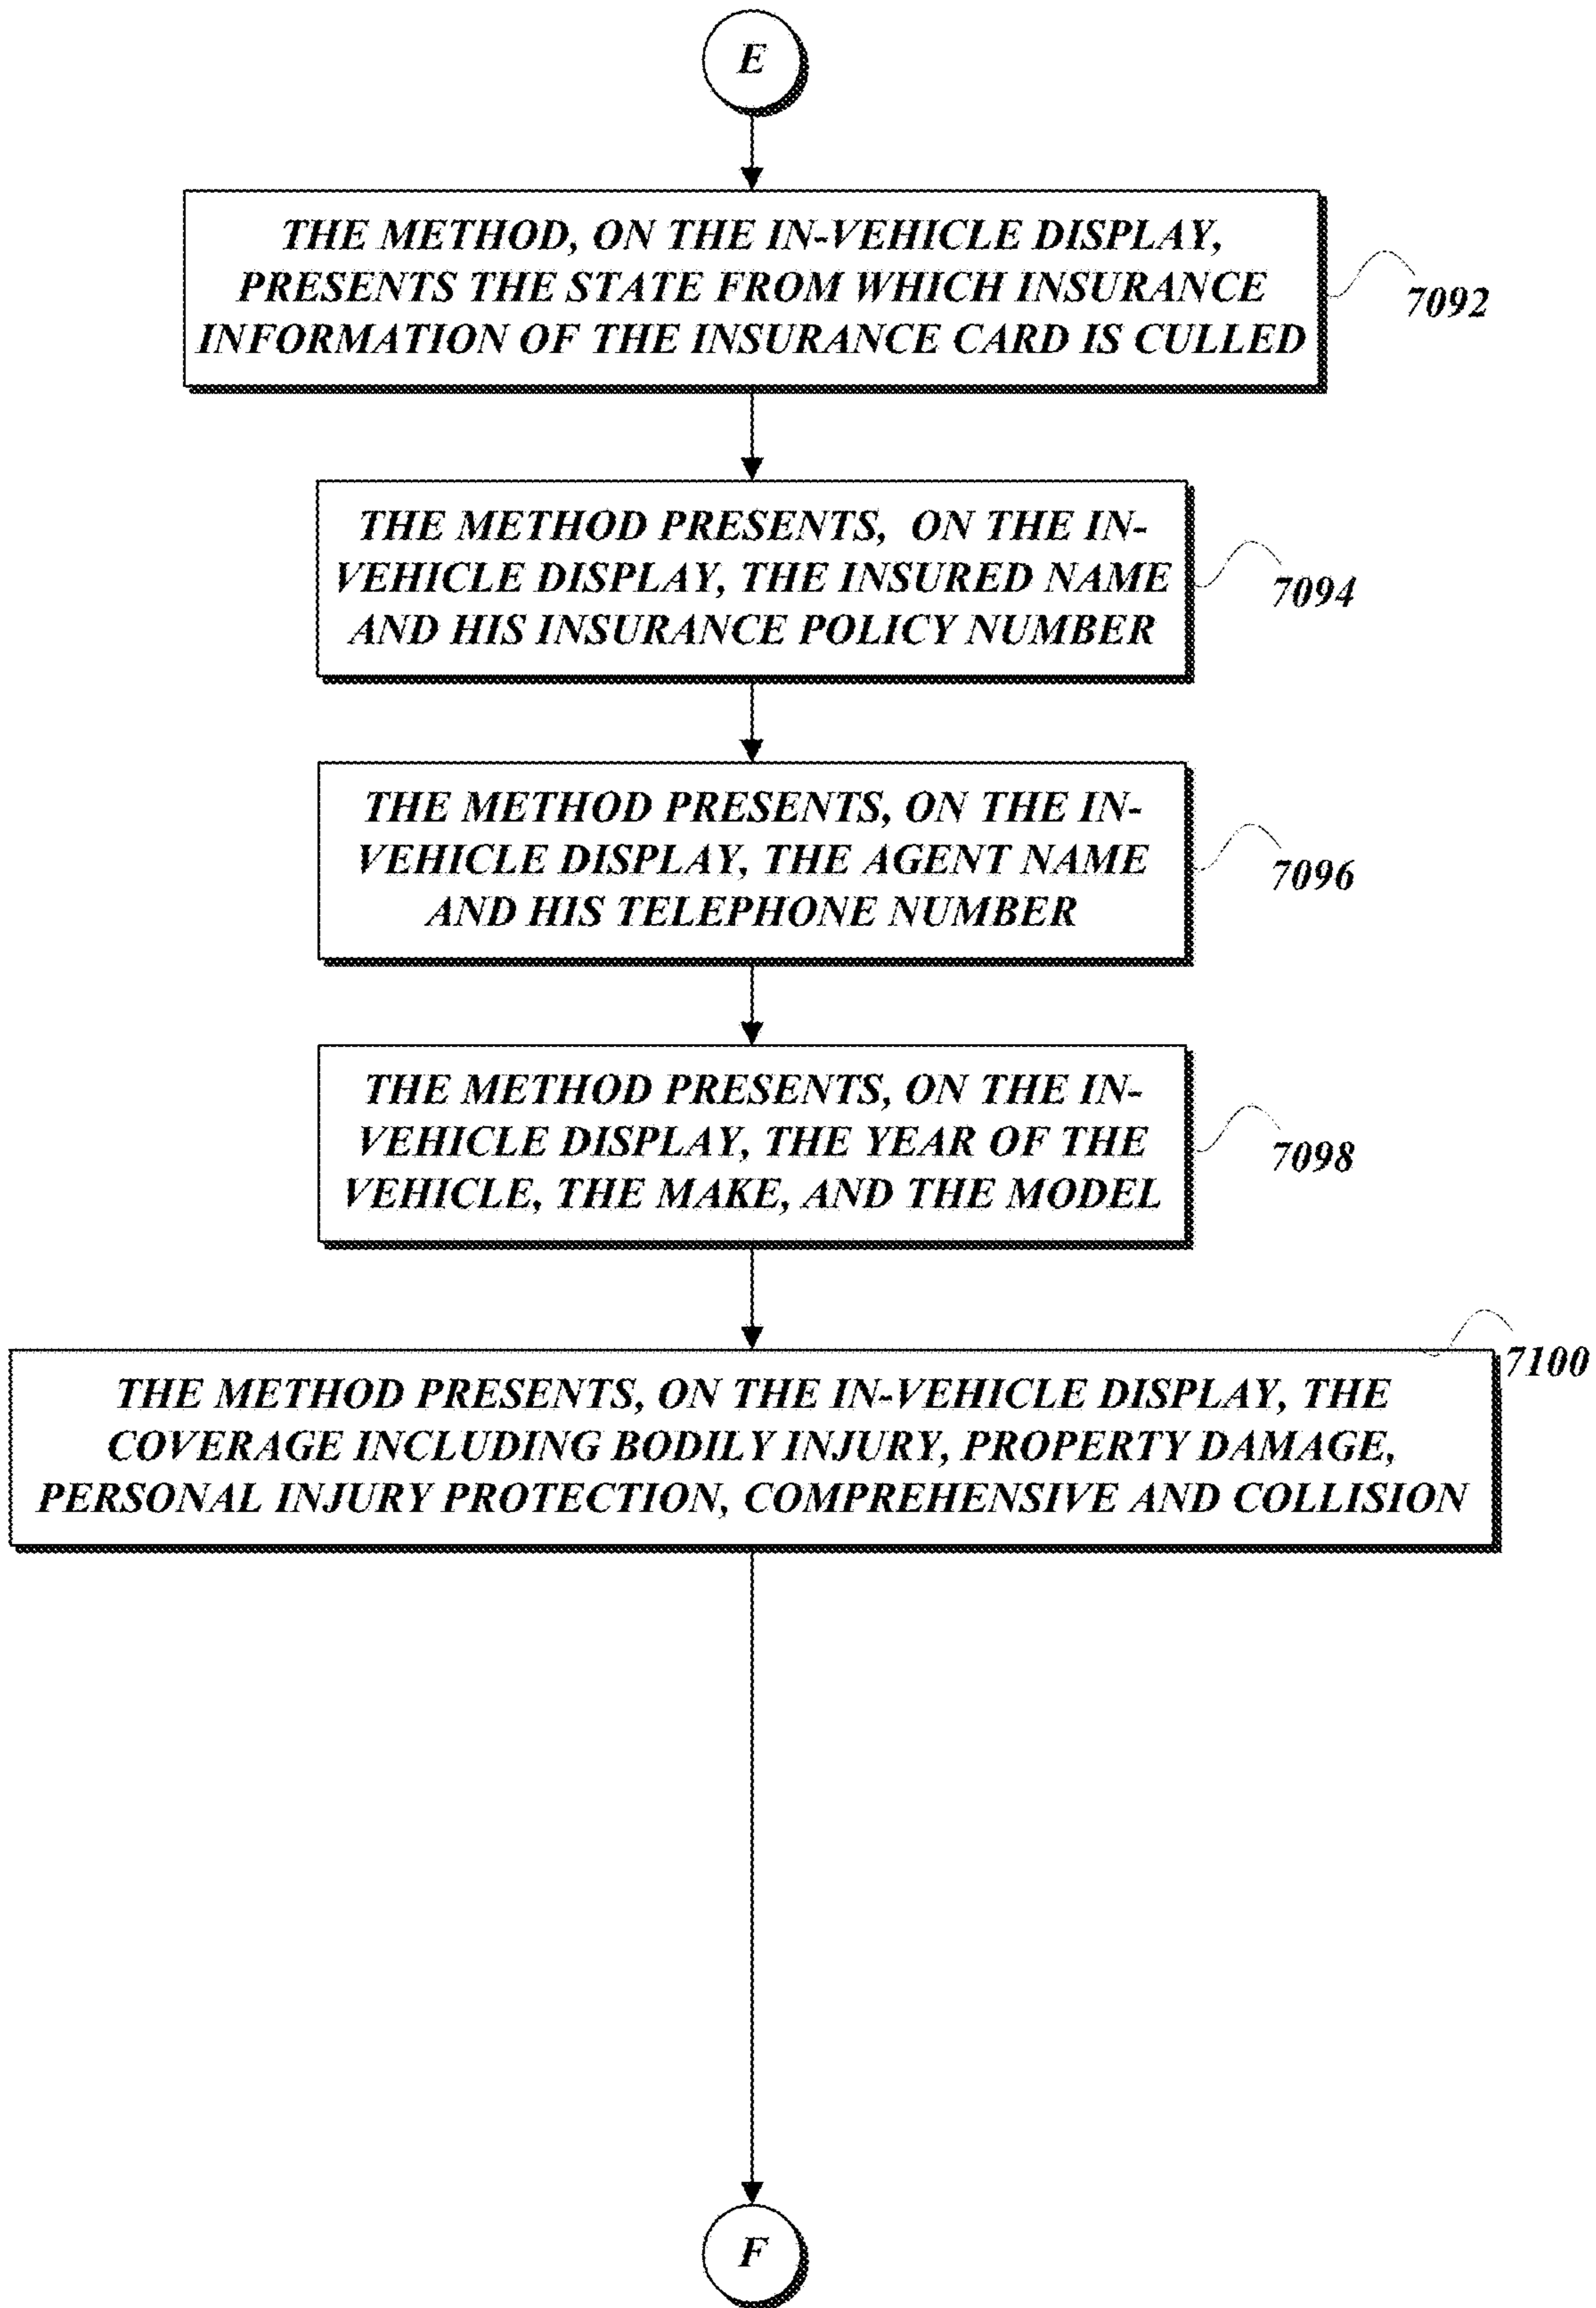 E
THE METHOD, ON THE IN-VEHICLE DISPLAY,
PRESENTS THE STATE FROM WHICH INSURANCE
INFORMATION OF THE INSURANCE CARD IS CULLED
7092
THE METHOD PRESENTS, ON THE IN-
VEHICLE DISPLAY, THE INSURED NAME
AND HIS INSURANCE POLICY NUMBER
7094
THE METHOD PRESENTS, ON THE IN-
VEHICLE DISPLAY, THE AGENT NAME
AND HIS TELEPHONE NUMBER
7096
THE METHOD PRESENTS, ON THE IN-
VEHICLE DISPLAY, THE YEAR OF THE
VEHICLE, THE MAKE, AND THE MODEL
7098
7100
THE METHOD PRESENTS, ON THE IN-VEHICLE DISPLAY, THE
COVERAGE INCLUDING BODILY INJURY, PROPERTY DAMAGE,
PERSONAL INJURY PROTECTION, COMPREHENSIVE AND COLLISION
F